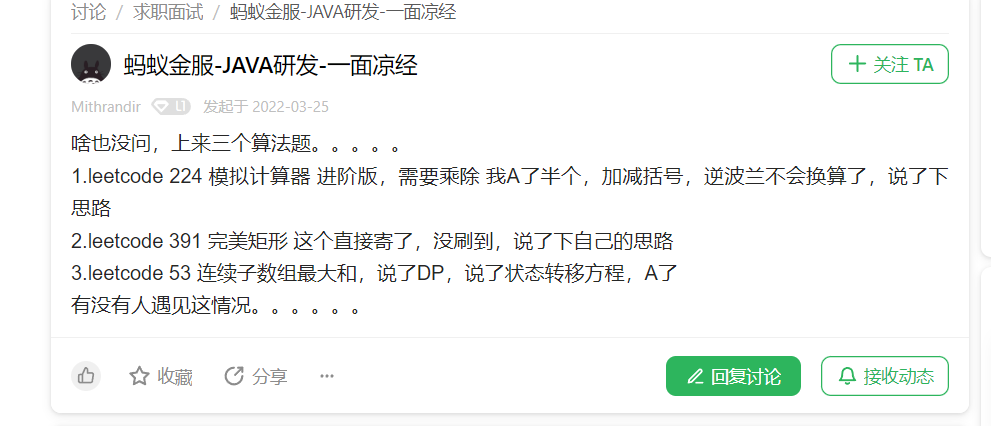 讨论 / 求职面试 / 蚂蚁金服-JAVA研发-一面凉经
蚂蚁金服-JAVA研发-一面凉经
关注 TA
Mithrandir L1 发起于 2022-03-25
啥也没问，上来三个算法题。。。。。
1.leetcode 224 模拟计算器 进阶版，需要乘除 我A了半个，加减括号，逆波兰不会换算了，说了下
思路
2.leetcode 391 完美矩形 这个直接寄了，没刷到，说了下自己的思路
3.leetcode 53 连续子数组最大和，说了DP，说了状态转移方程，A了
有没有人遇见这情况。。。。。。
收藏 分享 ··· 回复讨论 接收动态